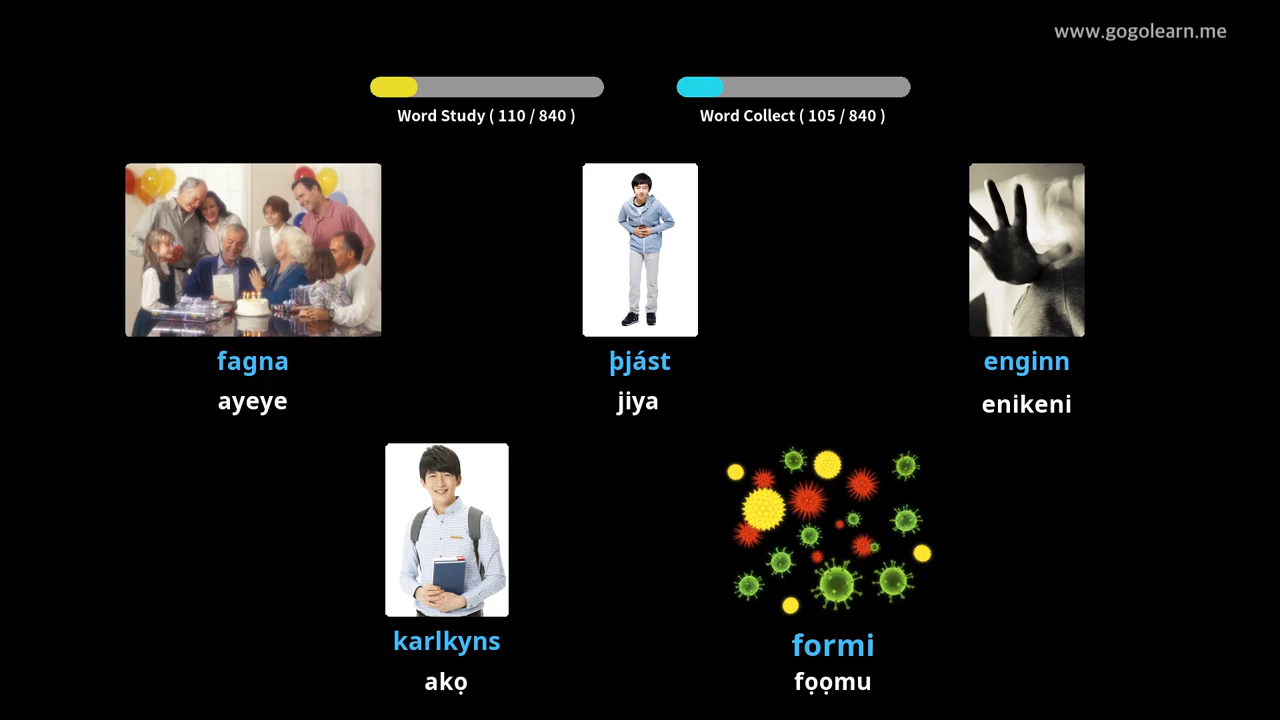 www.gogolearn.me
Word Study ( 110 / 840 )
Word Collect ( 105 / 840 )
fagna
þjást
enginn
ayeye
jiya
enikeni
karlkyns
formi
akọ
fọọmu